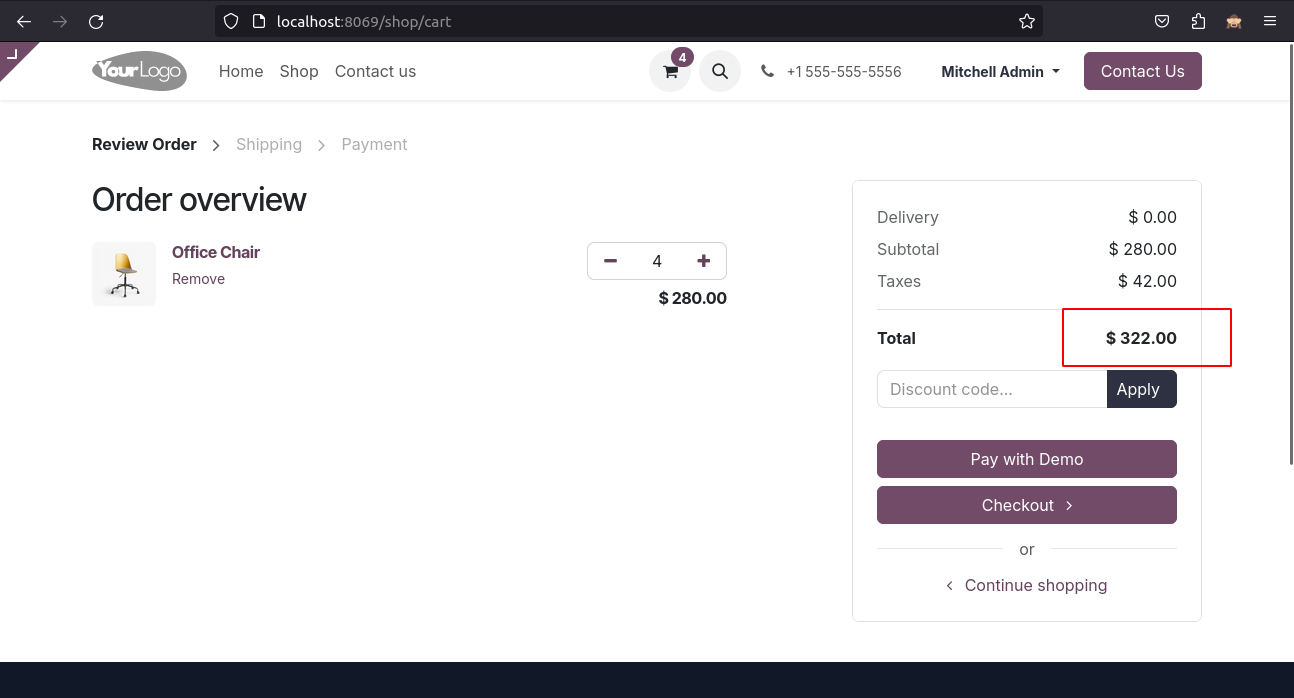 localhost:8069/shop/cart
YourLogo
Home
Shop
Contact us
4
+1 555-555-5556
Mitchell Admin
Contact Us
Review Order
Shipping
Payment
Order overview
Office Chair
Remove
4
$ 280.00
Delivery
$ 0.00
Subtotal
$ 280.00
Taxes
$ 42.00
Total
$ 322.00
Discount code...
Apply
Pay with Demo
Checkout
or
Continue shopping